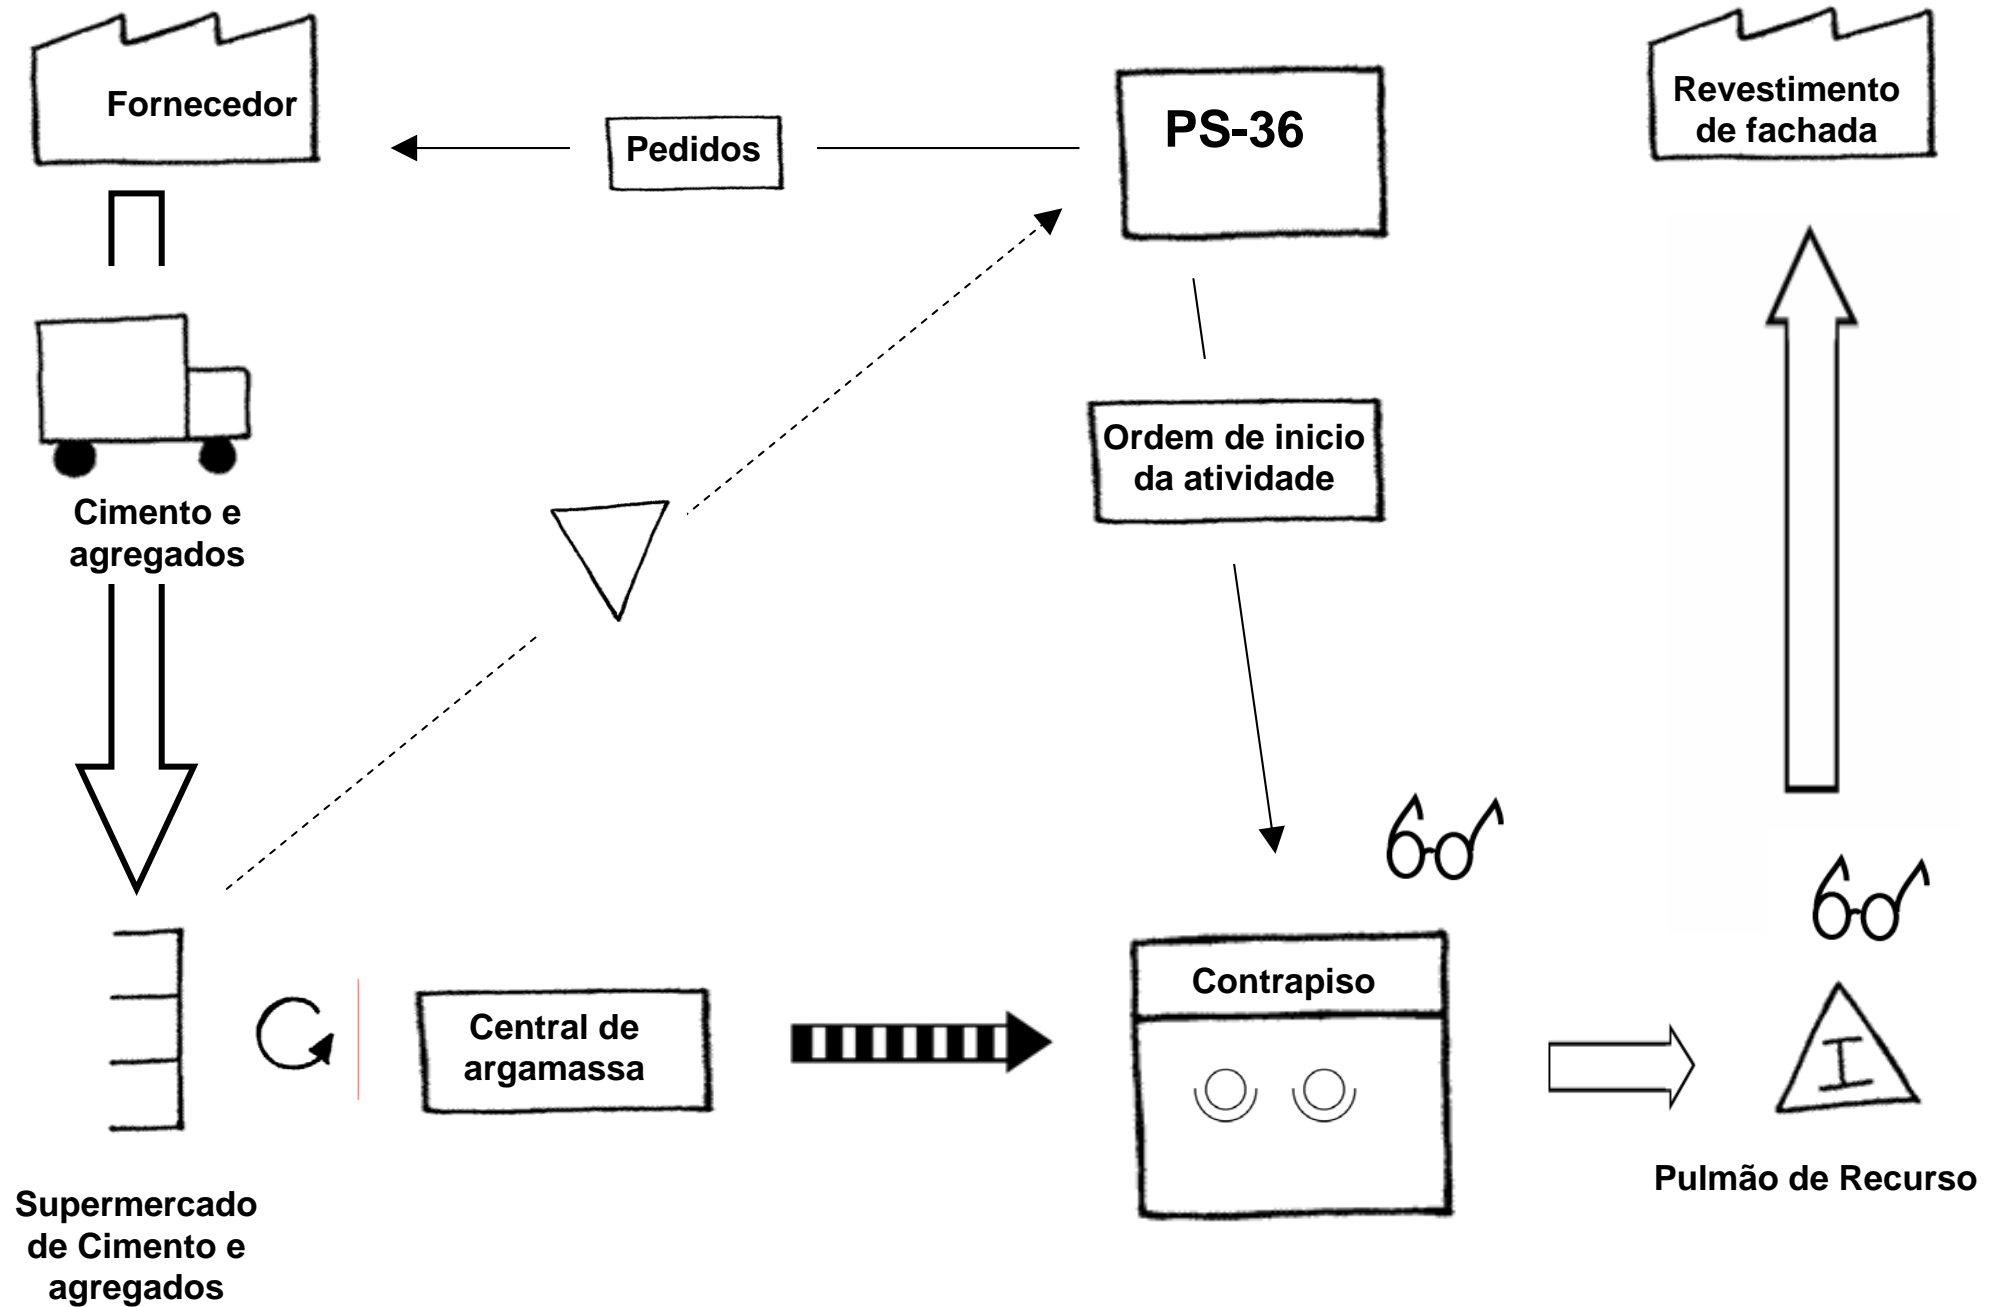 Fornecedor
Pedidos
PS-36
Revestimento
de fachada
Ordem de inicio
da atividade
Cimento e
agregados
Contrapiso
Central de
argamassa
I
Pulmão de Recurso
Supermercado
de Cimento e
agregados